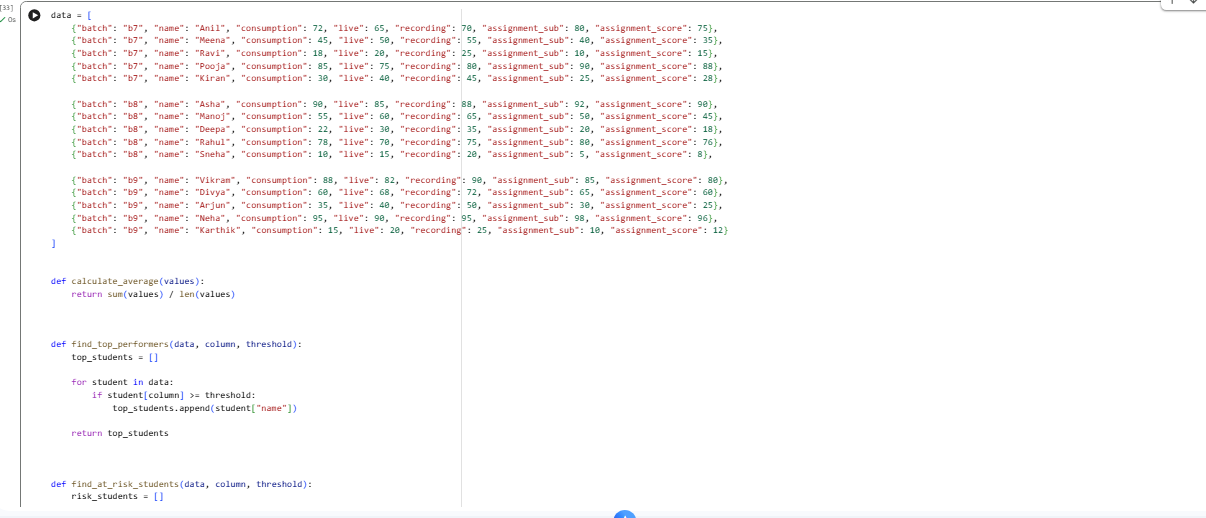 [33]
✓ 0s
data = [
    {"batch": "b7", "name": "Anil", "consumption": 72, "live": 65, "recording": 70, "assignment_sub": 80, "assignment_score": 75},
    {"batch": "b7", "name": "Meena", "consumption": 45, "live": 50, "recording": 55, "assignment_sub": 40, "assignment_score": 35},
    {"batch": "b7", "name": "Ravi", "consumption": 18, "live": 20, "recording": 25, "assignment_sub": 10, "assignment_score": 15},
    {"batch": "b7", "name": "Pooja", "consumption": 85, "live": 75, "recording": 80, "assignment_sub": 90, "assignment_score": 88},
    {"batch": "b7", "name": "Kiran", "consumption": 30, "live": 40, "recording": 45, "assignment_sub": 25, "assignment_score": 28},
    {"batch": "b8", "name": "Asha", "consumption": 90, "live": 85, "recording": 88, "assignment_sub": 92, "assignment_score": 90},
    {"batch": "b8", "name": "Manoj", "consumption": 55, "live": 60, "recording": 65, "assignment_sub": 50, "assignment_score": 45},
    {"batch": "b8", "name": "Deepa", "consumption": 22, "live": 30, "recording": 35, "assignment_sub": 20, "assignment_score": 18},
    {"batch": "b8", "name": "Rahul", "consumption": 78, "live": 70, "recording": 75, "assignment_sub": 80, "assignment_score": 76},
    {"batch": "b8", "name": "Sneha", "consumption": 10, "live": 15, "recording": 20, "assignment_sub": 5, "assignment_score": 8},
    {"batch": "b9", "name": "Vikram", "consumption": 88, "live": 82, "recording": 90, "assignment_sub": 85, "assignment_score": 80},
    {"batch": "b9", "name": "Divya", "consumption": 60, "live": 68, "recording": 72, "assignment_sub": 65, "assignment_score": 60},
    {"batch": "b9", "name": "Arjun", "consumption": 35, "live": 40, "recording": 50, "assignment_sub": 30, "assignment_score": 25},
    {"batch": "b9", "name": "Neha", "consumption": 95, "live": 90, "recording": 95, "assignment_sub": 98, "assignment_score": 96},
    {"batch": "b9", "name": "Karthik", "consumption": 15, "live": 20, "recording": 25, "assignment_sub": 10, "assignment_score": 12}
]
def calculate_average(values):
    return sum(values) / len(values)
def find_top_performers(data, column, threshold):
    top_students = []
    for student in data:
        if student[column] >= threshold:
            top_students.append(student["name"])
    return top_students
def find_at_risk_students(data, column, threshold):
    risk_students = []